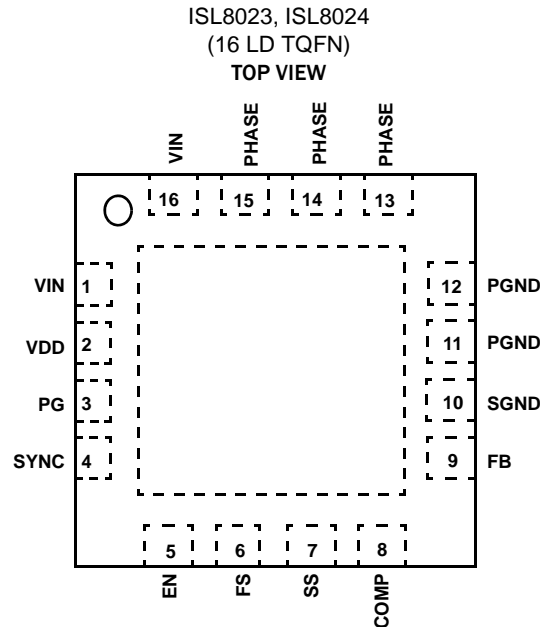 ISL8023, ISL8024
(16 LD TQFN)
TOP VIEW
VIN PHASE PHASE PHASE
16 15 14 13
VIN 1 12 PGND
VDD 2 11 PGND
PG 3 10 SGND
SYNC 4 9 FB
5 6 7 8
EN FS SS COMP